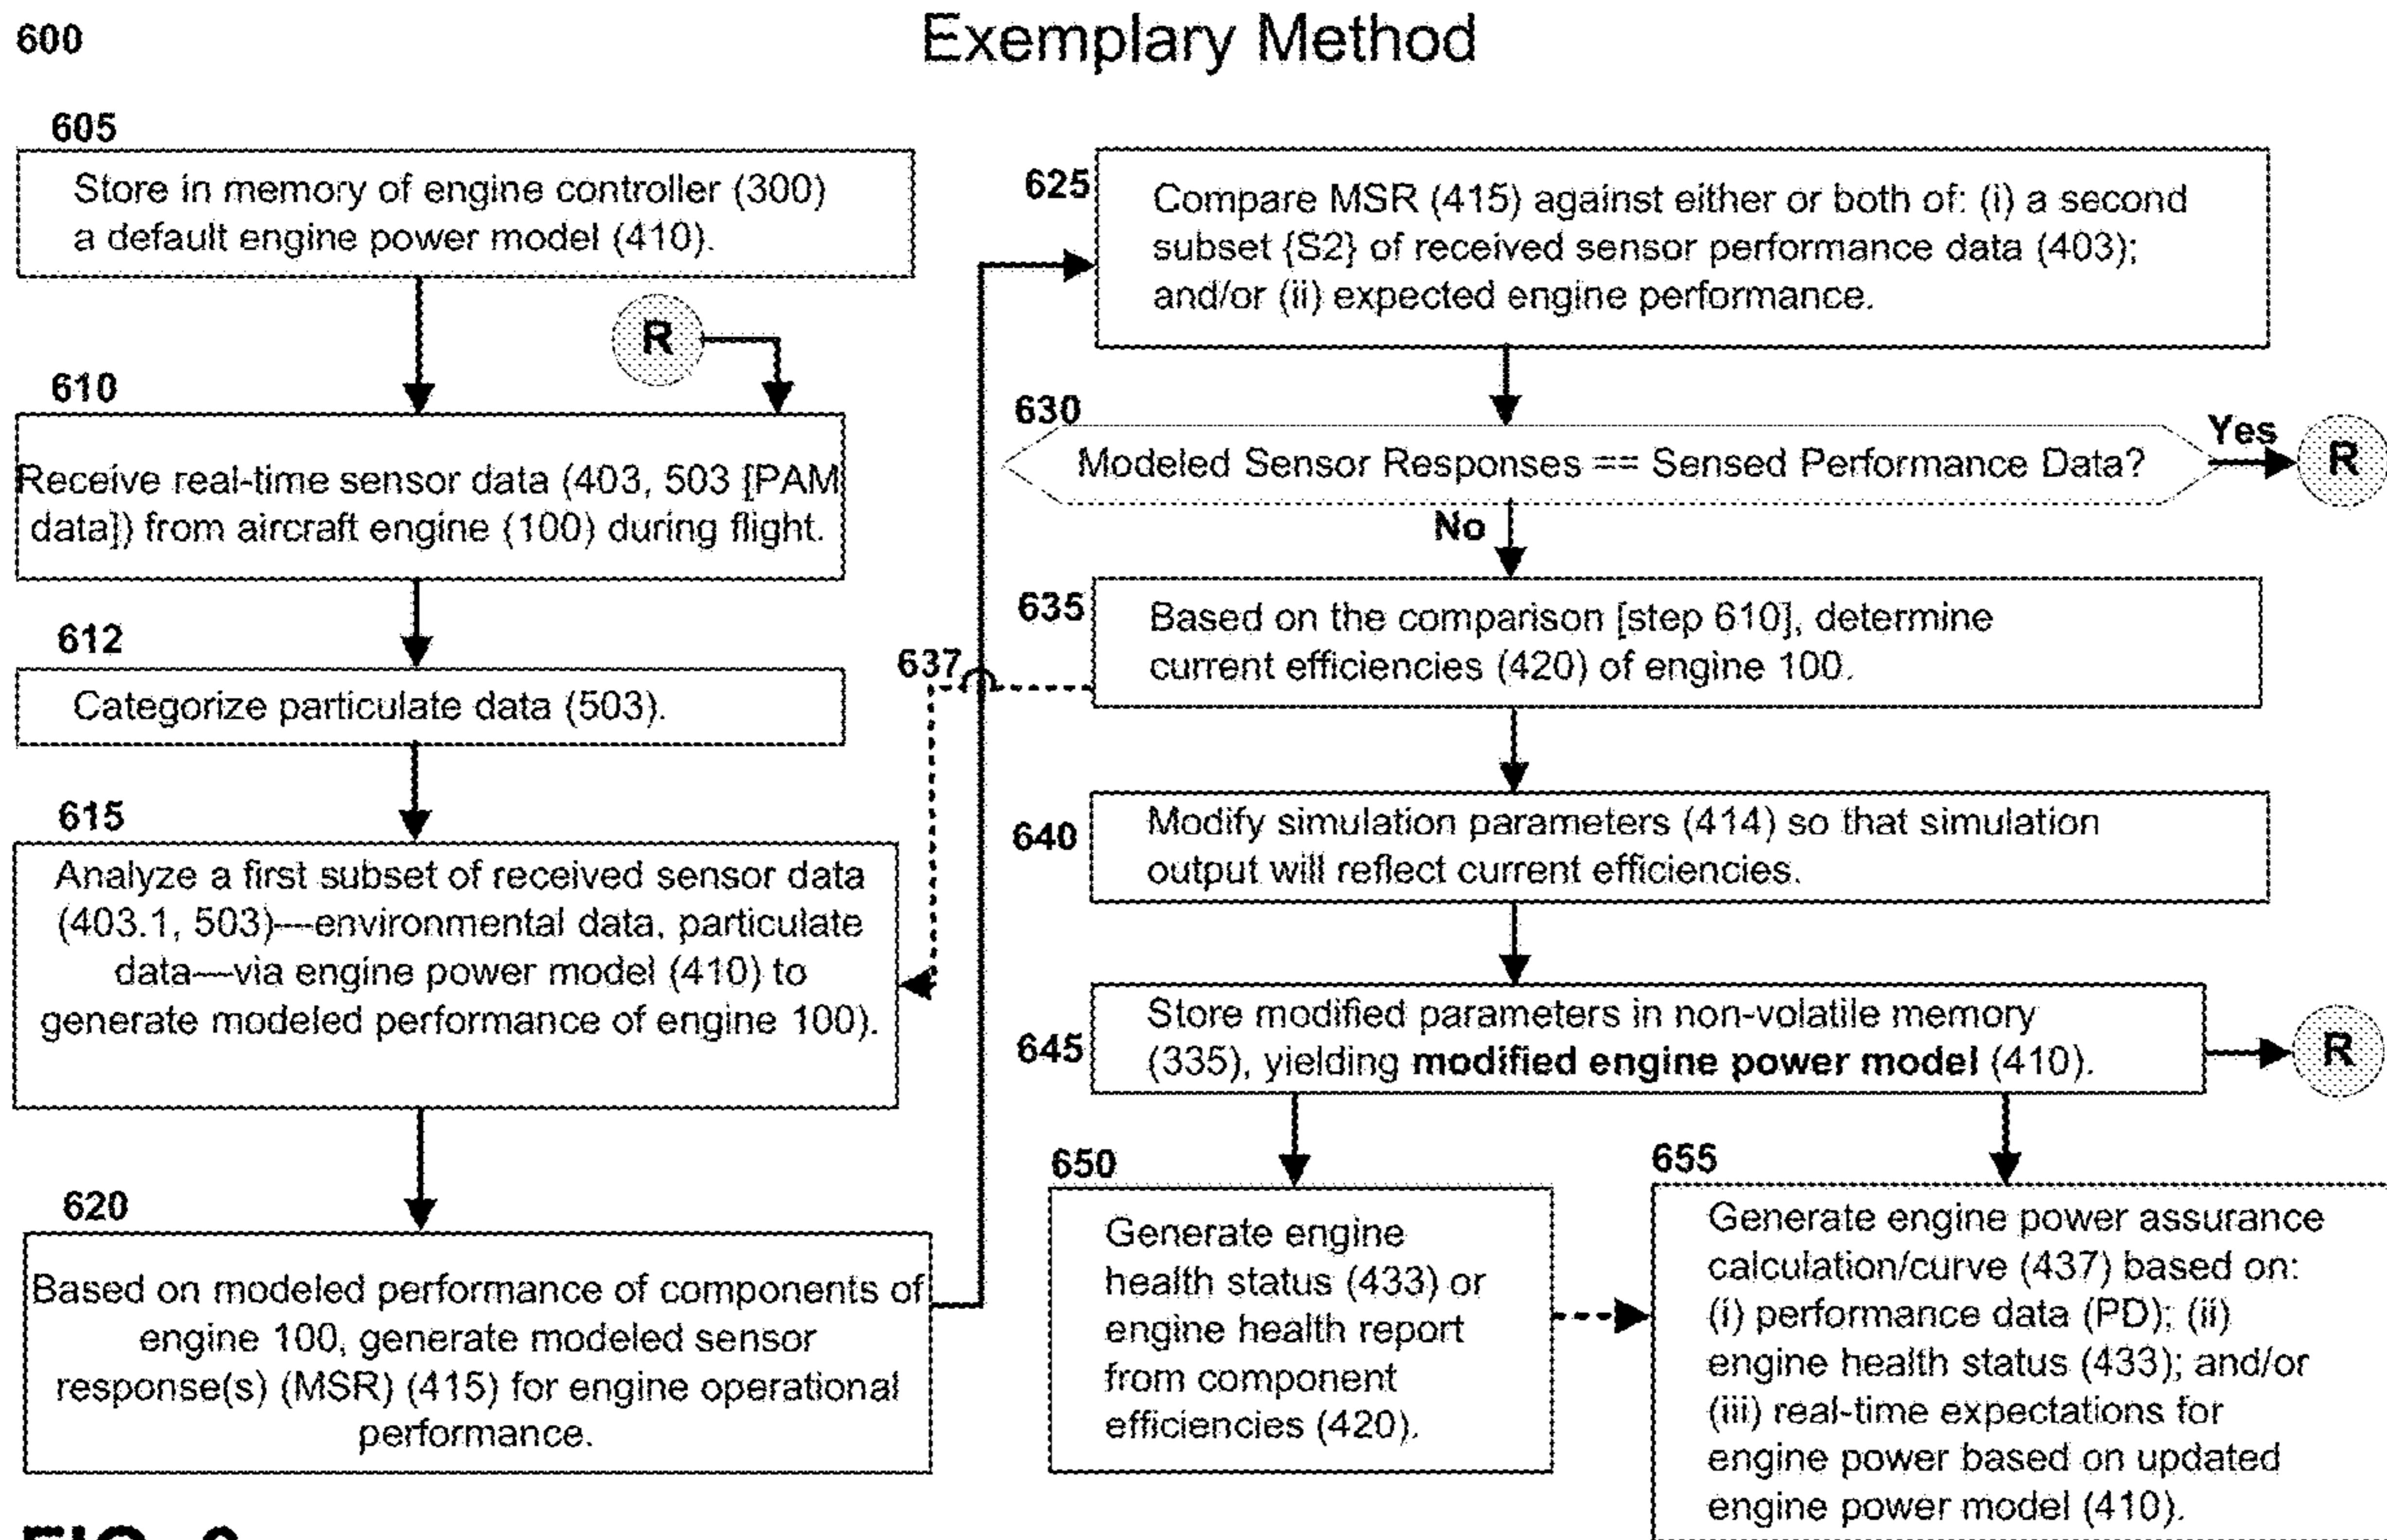 600
Exemplary Method
605
Store in memory of engine controller (300)
a default engine power model (410).
R
610
Receive real-time sensor data (403, 503 [PAM
data]) from aircraft engine (100) during flight.
612
Categorize particulate data (503).
615
Analyze a first subset of received sensor data
(403.1, 503)—environmental data, particulate
data—via engine power model (410) to
generate modeled performance of engine 100).
620
Based on modeled performance of components of
engine 100, generate modeled sensor
response(s) (MSR) (415) for engine operational
performance.
625
Compare MSR (415) against either or both of: (i) a second
subset {S2} of received sensor performance data (403);
and/or (ii) expected engine performance.
630
Modeled Sensor Responses == Sensed Performance Data?
Yes
R
No
635
Based on the comparison [step 610], determine
current efficiencies (420) of engine 100.
637
640
Modify simulation parameters (414) so that simulation
output will reflect current efficiencies.
645
Store modified parameters in non-volatile memory
(335), yielding modified engine power model (410).
R
650
Generate engine
health status (433) or
engine health report
from component
efficiencies (420).
655
Generate engine power assurance
calculation/curve (437) based on:
(i) performance data (PD); (ii)
engine health status (433); and/or
(iii) real-time expectations for
engine power based on updated
engine power model (410).